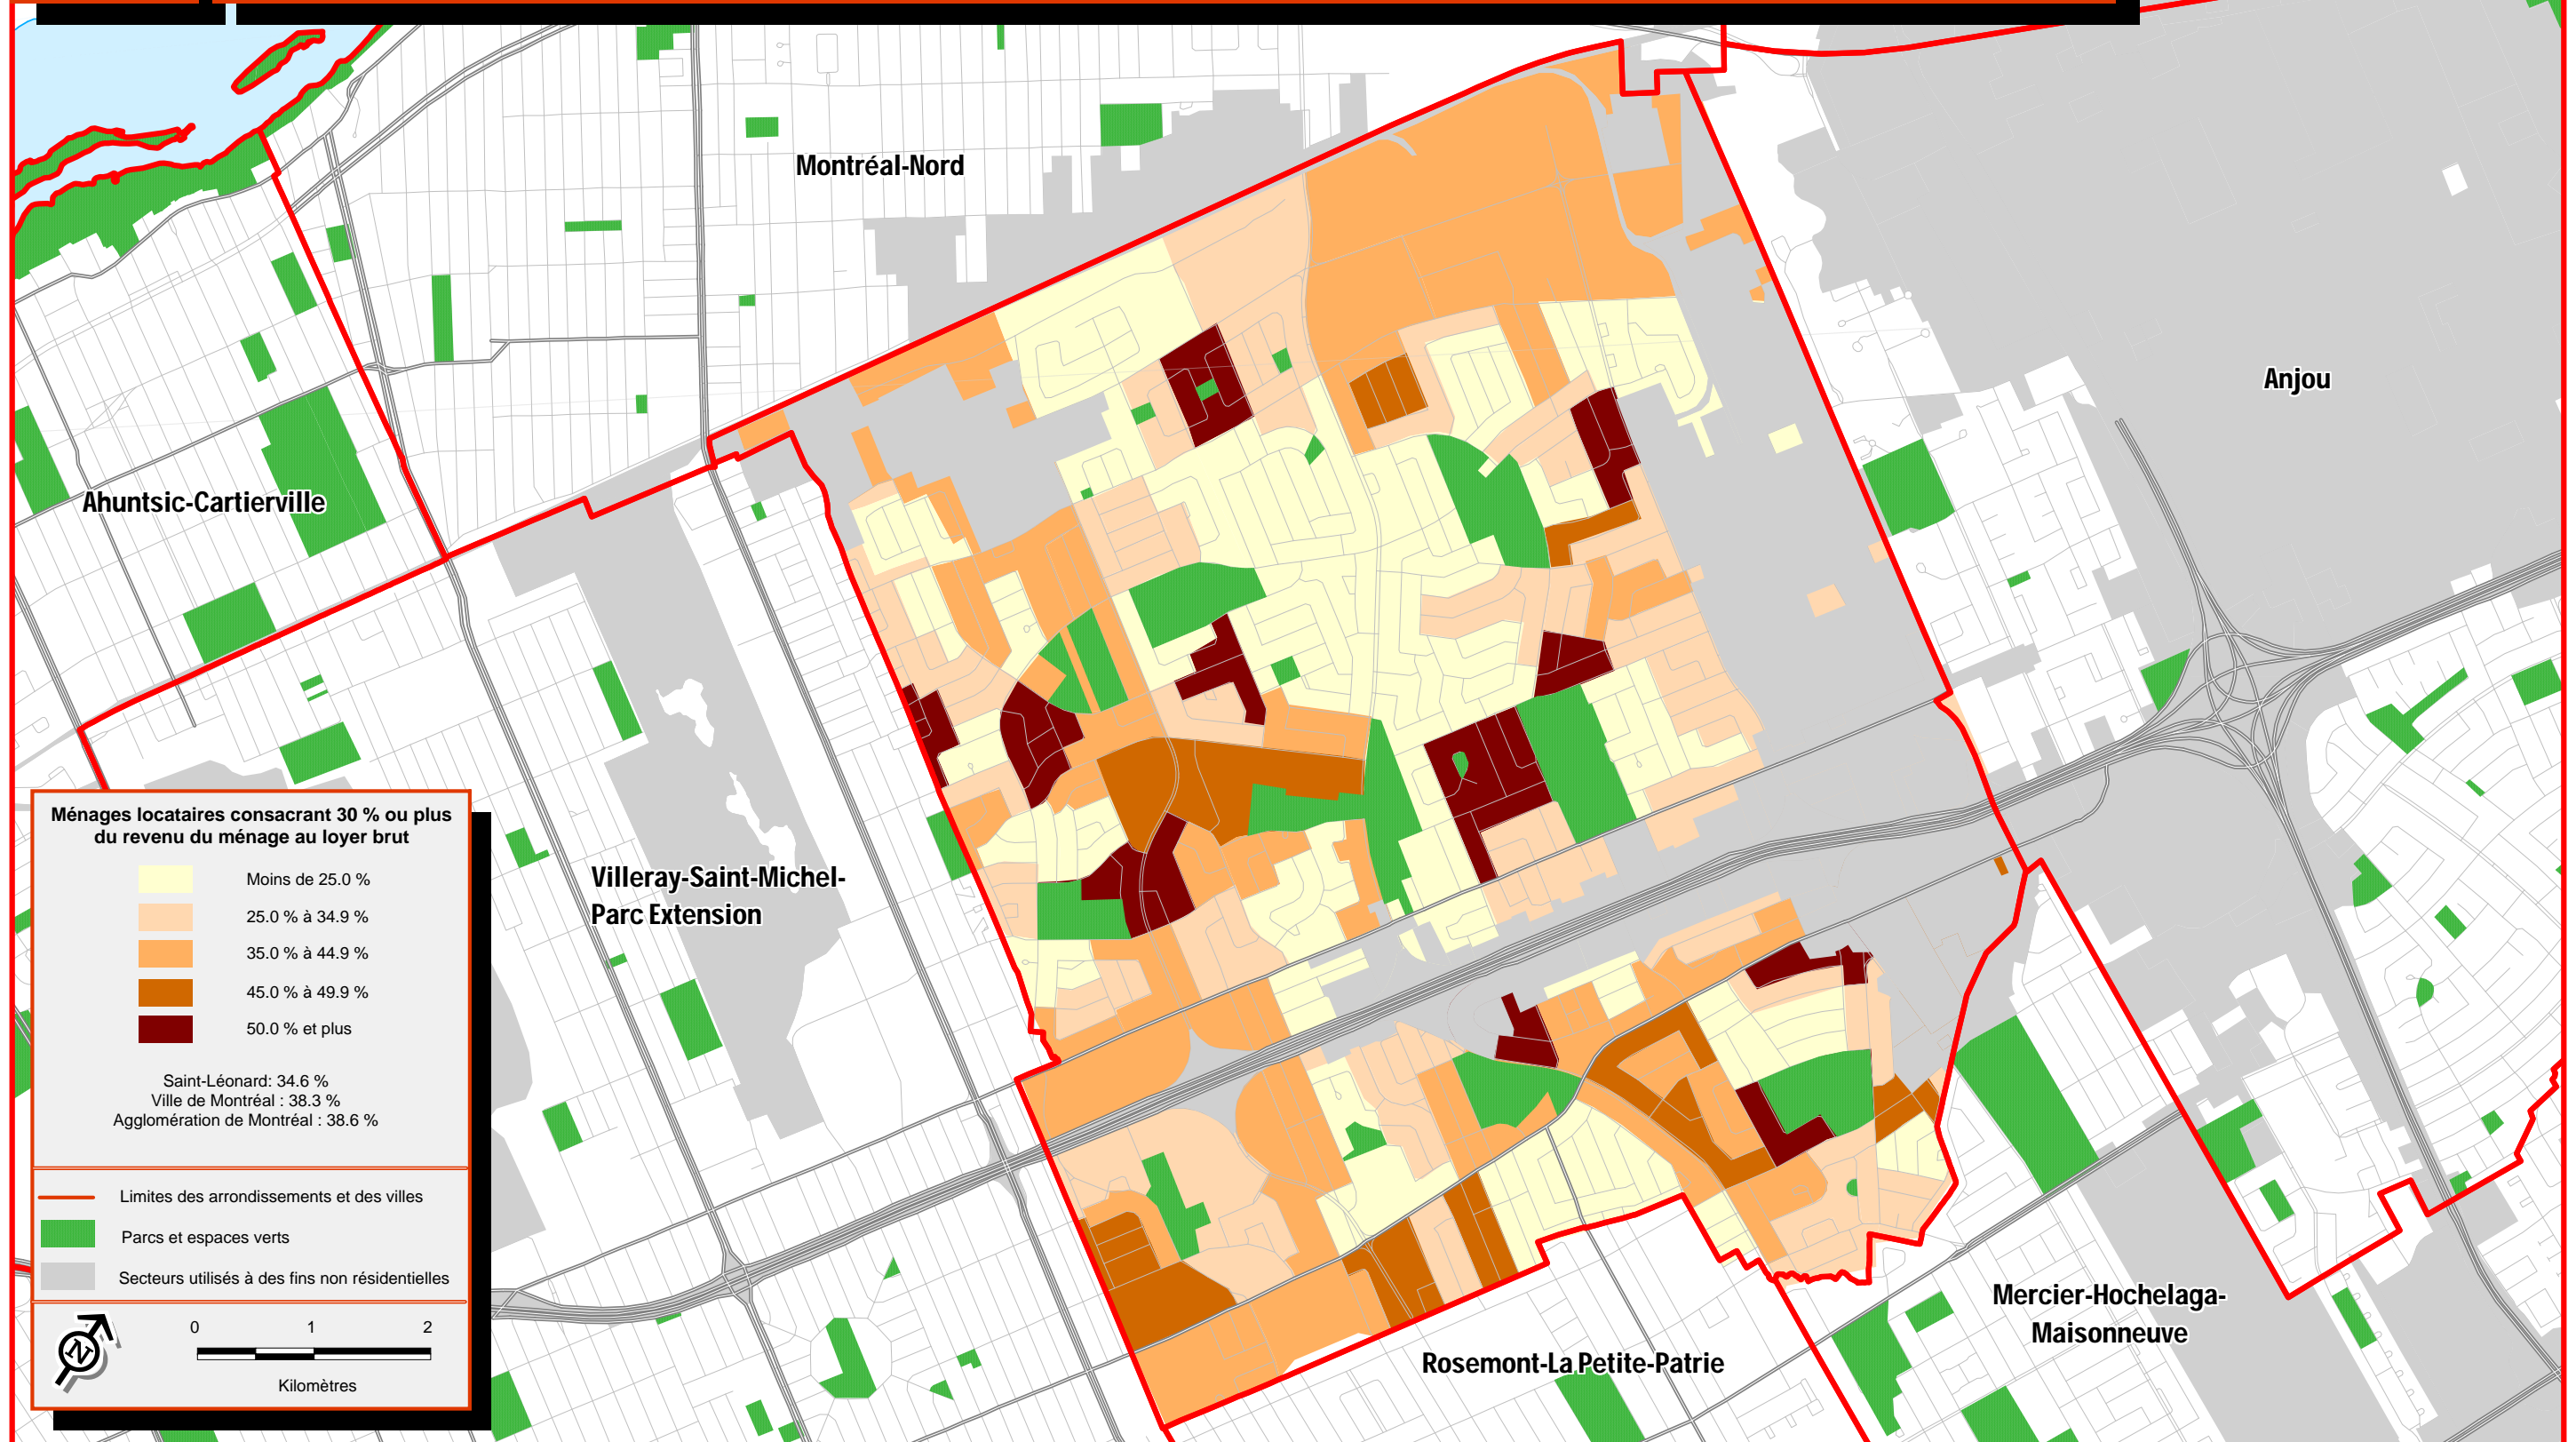 Montréal-Nord
Anjou
Ahuntsic-Cartierville
Villeray-Saint-Michel-
Parc Extension
Mercier-Hochelaga-
Maisonneuve
Rosemont-La Petite-Patrie
Ménages locataires consacrant 30 % ou plus
du revenu du ménage au loyer brut
Moins de 25.0 %
25.0 % à 34.9 %
35.0 % à 44.9 %
45.0 % à 49.9 %
50.0 % et plus
Saint-Léonard: 34.6 %
Ville de Montréal : 38.3 %
Agglomération de Montréal : 38.6 %
Limites des arrondissements et des villes
Parcs et espaces verts
Secteurs utilisés à des fins non résidentielles
N
0 1 2
Kilomètres